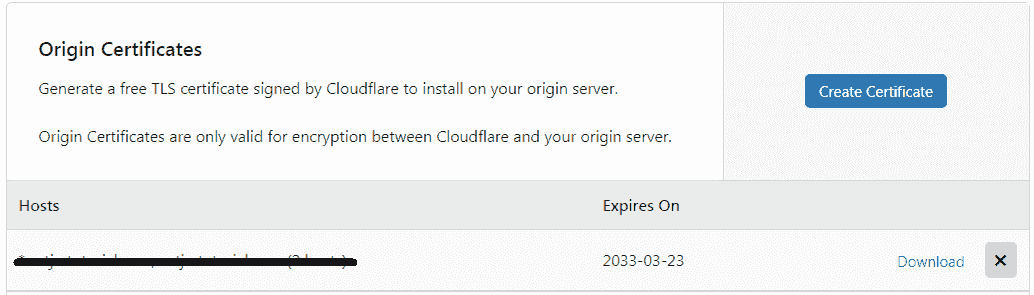 Origin Certificates
Generate a free TLS certificate signed by Cloudflare to install on your origin server.
Create Certificate
Origin Certificates are only valid for encryption between Cloudflare and your origin server.
Hosts Expires On
2033-03-23 Download